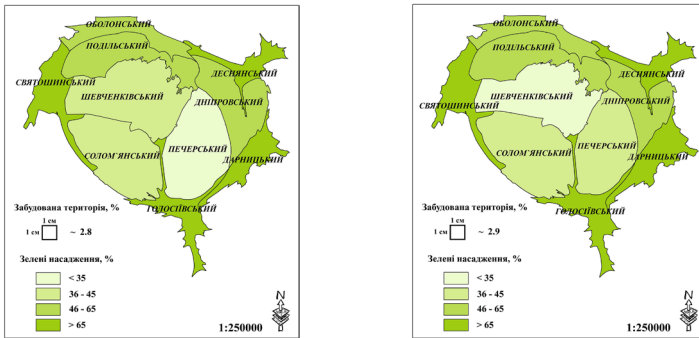 ОБОЛОНСЬКИЙ
ПОДІЛЬСЬКИЙ
ДЕСНЯНСЬКИЙ
СВЯТОШИНСЬКИЙ
ШЕВЧЕНКІВСЬКИЙ
ДНІПРОВСЬКИЙ
СОЛОМ'ЯНСЬКИЙ
ПЕЧЕРСЬКИЙ
ДАРНИЦЬКИЙ
ГОЛОСІЇВСЬКИЙ
Забудована територія, %
1 см
1 см
~ 2.8
Зелені насадження, %
< 35
36 - 45
46 - 65
> 65
N
1:250000
ОБОЛОНСЬКИЙ
ПОДІЛЬСЬКИЙ
ДЕСНЯНСЬКИЙ
СВЯТОШИНСЬКИЙ
ШЕВЧЕНКІВСЬКИЙ
ДНІПРОВСЬКИЙ
СОЛОМ'ЯНСЬКИЙ
ПЕЧЕРСЬКИЙ
ДАРНИЦЬКИЙ
ГОЛОСІЇВСЬКИЙ
Забудована територія, %
1 см
1 см
~ 2.9
Зелені насадження, %
< 35
36 - 45
46 - 65
> 65
N
1:250000